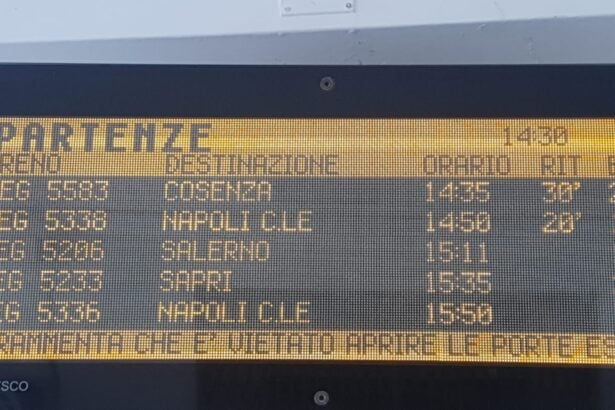 PARTENZE 14:30
RENO DESTINAZIONE ORARIO RIT
EG 5583 COSENZA 14:35 30'
EG 5338 NAPOLI C.LE 14:50 20'
EG 5206 SALERNO 15:11
EG 5233 SAPRI 15:35
EG 5336 NAPOLI C.LE 15:50
RAMMENTA CHE E' VIETATO APRIRE LE PORTE ES
esco